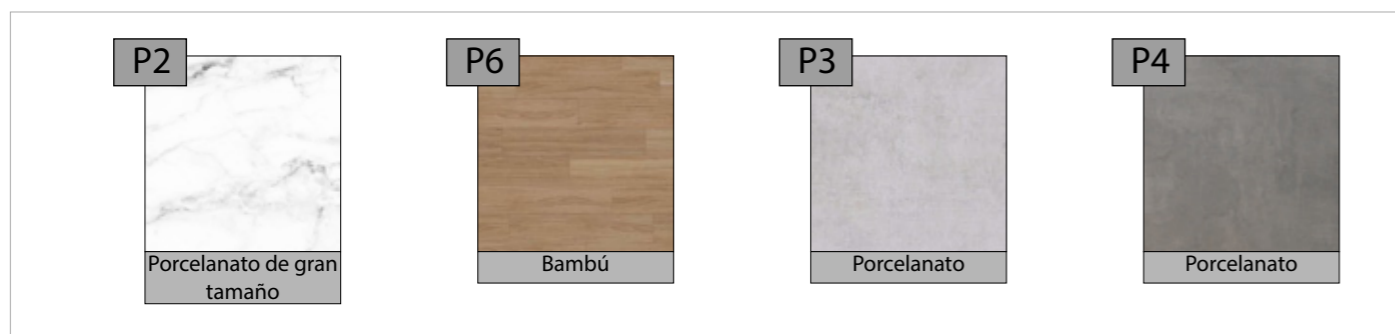 P2
Porcelanato de gran
tamaño
P6
Bambú
P3
Porcelanato
P4
Porcelanato